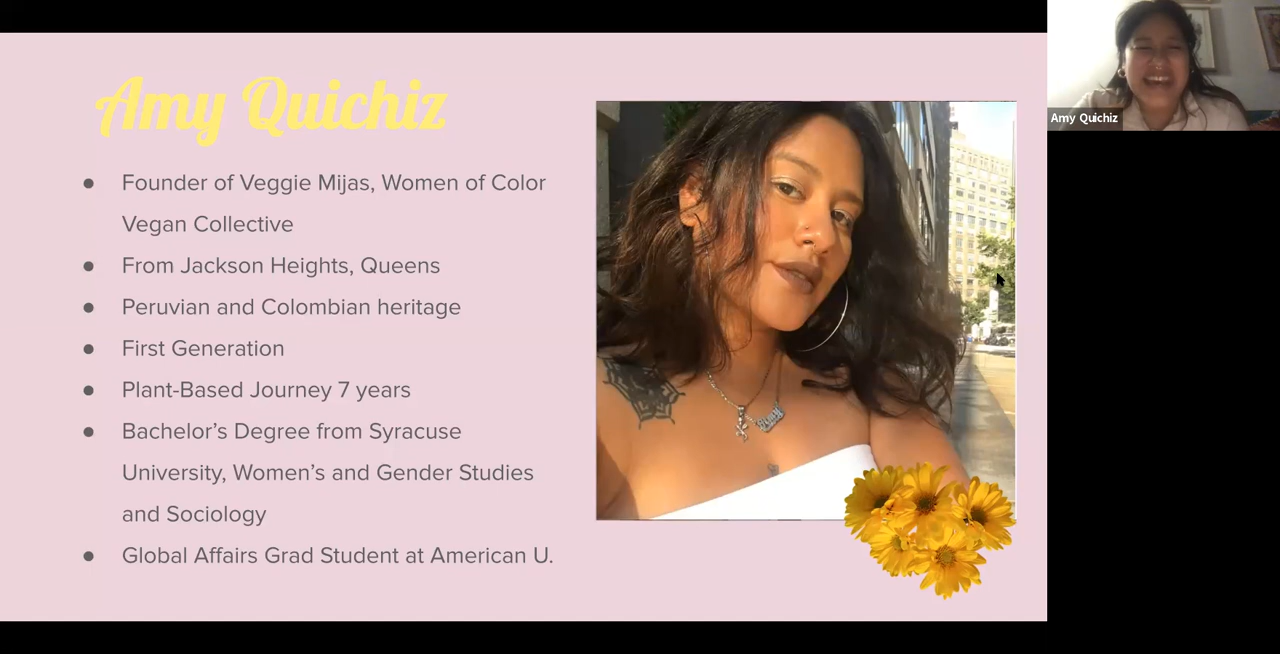 Amy Quichiz
● Founder of Veggie Mijas, Women of Color
Vegan Collective
● From Jackson Heights, Queens
● Peruvian and Colombian heritage
● First Generation
● Plant-Based Journey 7 years
● Bachelor’s Degree from Syracuse
University, Women’s and Gender Studies
and Sociology
● Global Affairs Grad Student at American U.
Amy Quichiz